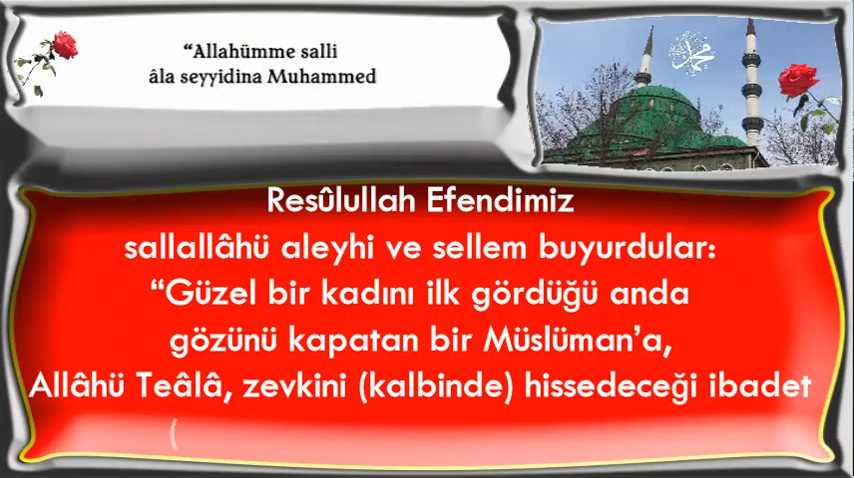 “Allahümme salli
âla seyyidina Muhammed
محمد
Resûlullah Efendimiz
sallallâhü aleyhi ve sellem buyurdular:
“Güzel bir kadını ilk gördüğü anda
gözünü kapatan bir Müslüman’a,
Allâhü Teâlâ, zevkini (kalbinde) hissedeceği ibadet
(